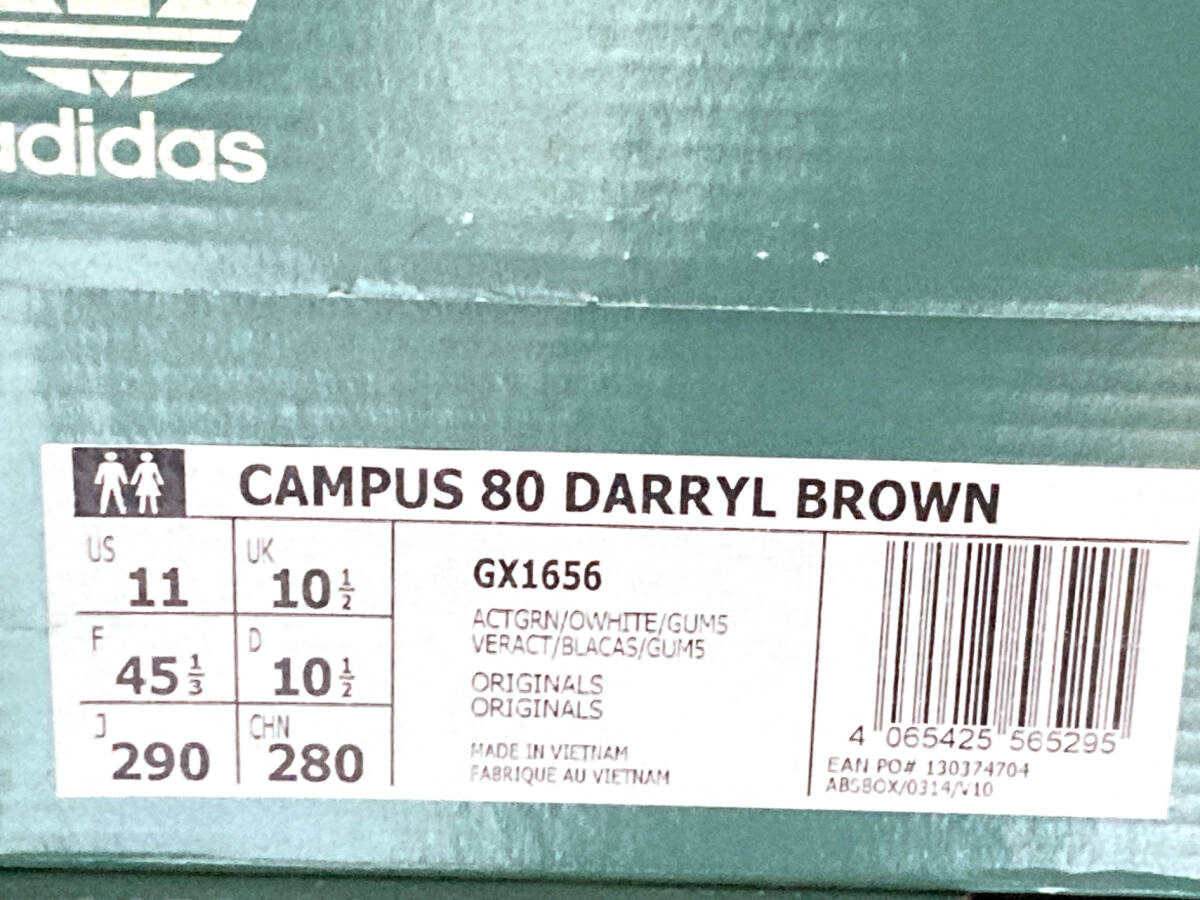 adidas
CAMPUS 80 DARRYL BROWN
US
11
UK
10 1/2
F
45 1/3
D
10 1/2
J
290
CHN
280
GX1656
ACTGRN/OWHITE/GUM5
VERACT/BLACAS/GUM5
ORIGINALS
ORIGINALS
MADE IN VIETNAM
FABRIQUE AU VIETNAM
4 065425 565295
EAN PO# 130374704
ABSBOX/0314/V10